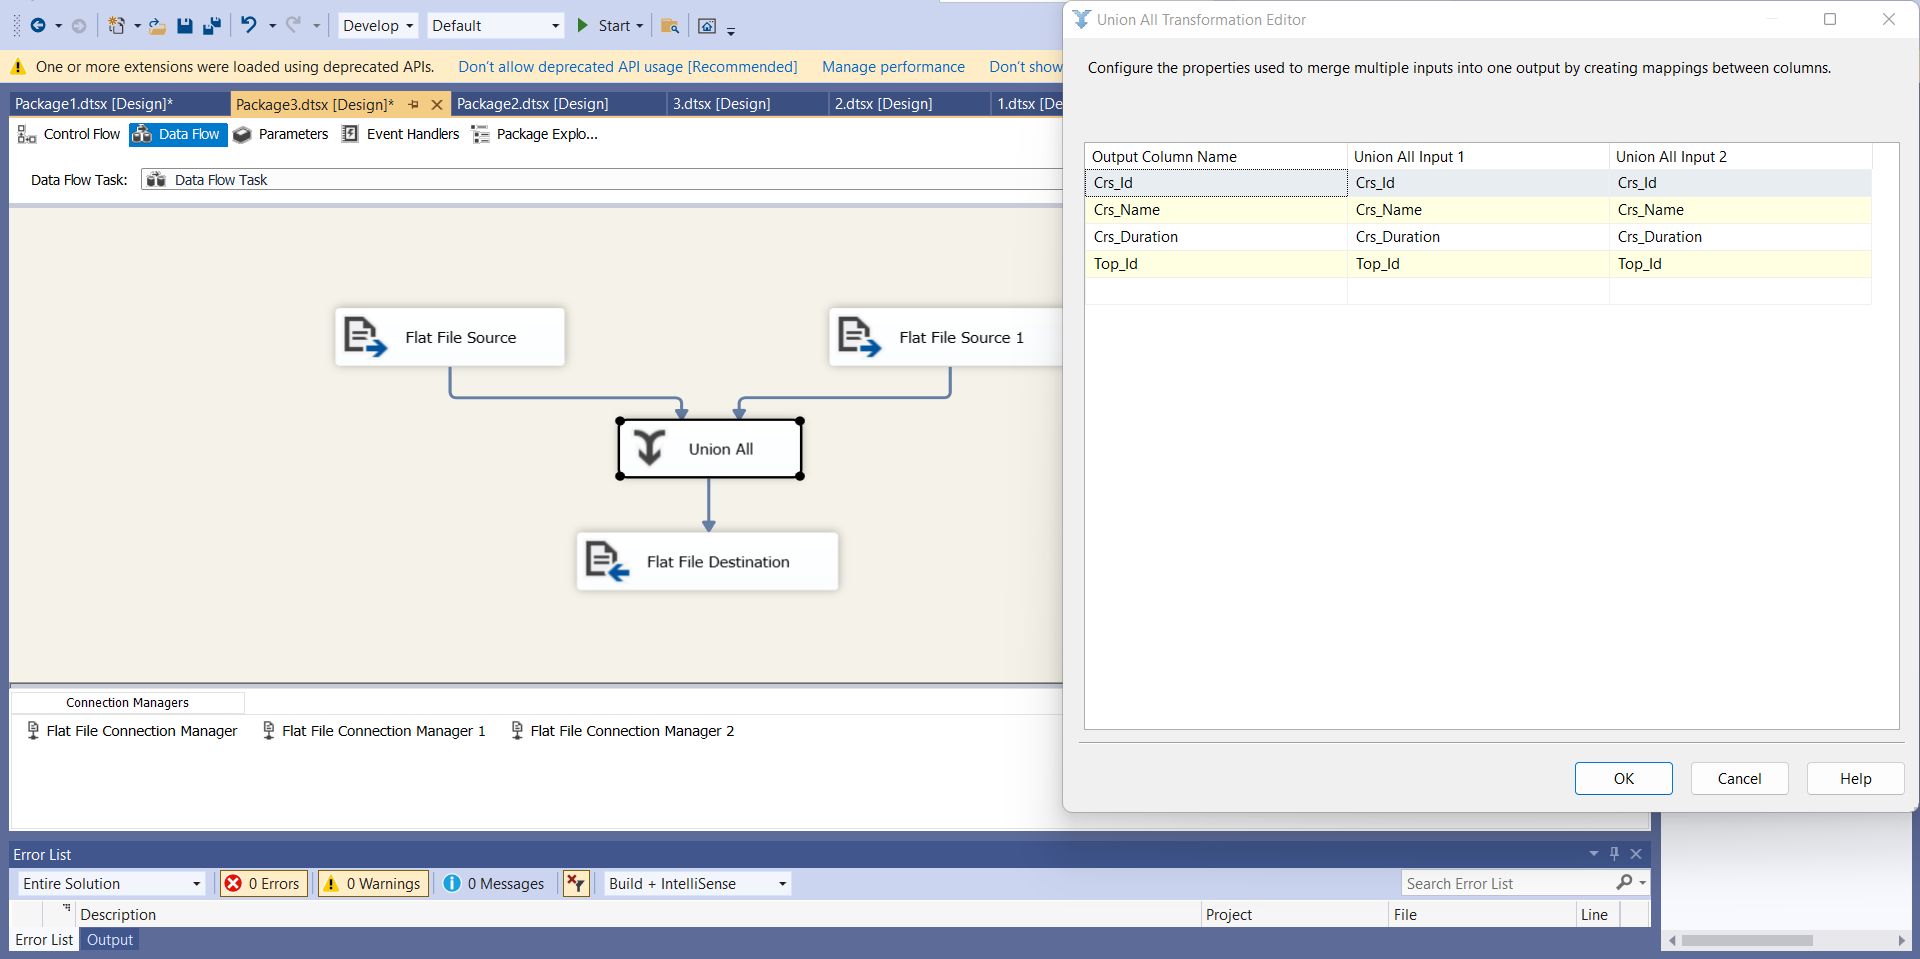 Develop
Default
Start
One or more extensions were loaded using deprecated APIs. Don't allow deprecated API usage [Recommended] Manage performance Don't show
Package1.dtsx [Design]* Package3.dtsx [Design]* Package2.dtsx [Design] 3.dtsx [Design] 2.dtsx [Design] 1.dtsx [De
Control Flow Data Flow Parameters Event Handlers Package Explo...
Data Flow Task: Data Flow Task
Flat File Source
Flat File Source 1
Union All
Flat File Destination
Connection Managers
Flat File Connection Manager Flat File Connection Manager 1 Flat File Connection Manager 2
Error List
Entire Solution 0 Errors 0 Warnings 0 Messages Build + IntelliSense Search Error List
Description Project File Line
Error List Output
Union All Transformation Editor
Configure the properties used to merge multiple inputs into one output by creating mappings between columns.
Output Column Name Union All Input 1 Union All Input 2
Crs_Id Crs_Id Crs_Id
Crs_Name Crs_Name Crs_Name
Crs_Duration Crs_Duration Crs_Duration
Top_Id Top_Id Top_Id
OK Cancel Help